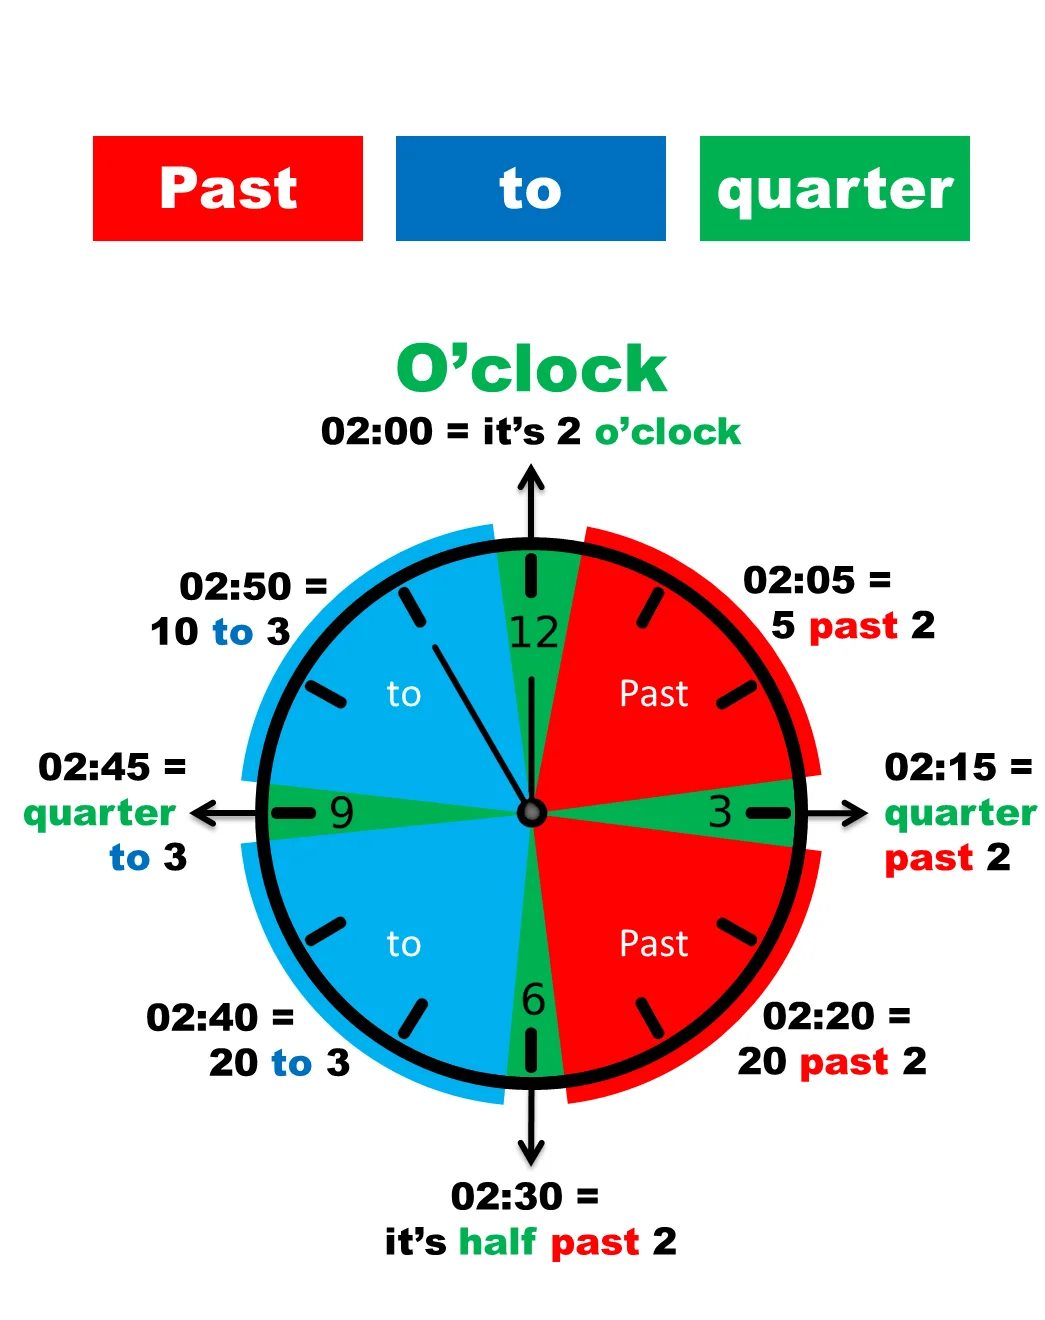 Past to quarter
O’clock
02:00 = it’s 2 o’clock
02:50 =
10 to 3
02:05 =
5 past 2
12
to
Past
02:45 =
quarter
to 3
9
3
02:15 =
quarter
past 2
to
Past
6
02:40 =
20 to 3
02:20 =
20 past 2
02:30 =
it’s half past 2